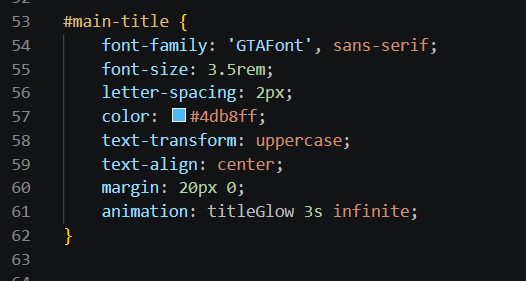 53 #main-title {
54     font-family: 'GTAFont', sans-serif;
55     font-size: 3.5rem;
56     letter-spacing: 2px;
57     color: #4db8ff;
58     text-transform: uppercase;
59     text-align: center;
60     margin: 20px 0;
61     animation: titleGlow 3s infinite;
62 }
63